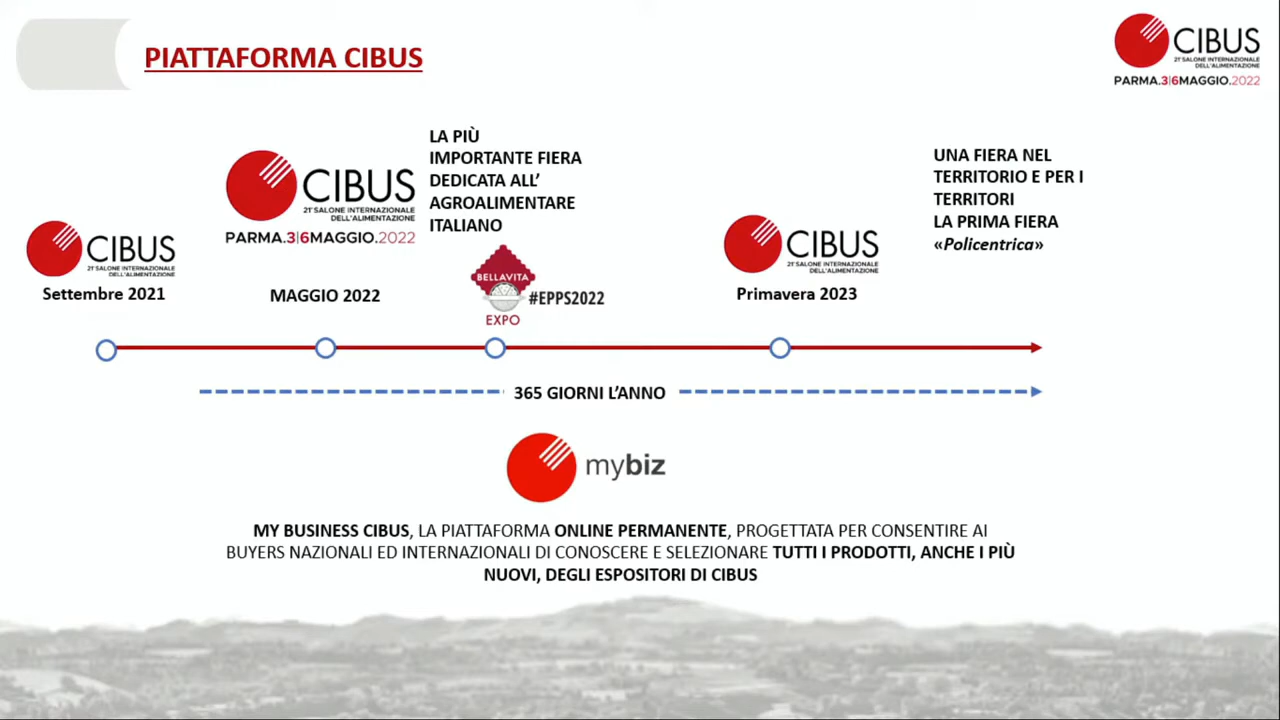 PIATTAFORMA CIBUS
CIBUS
21° SALONE INTERNAZIONALE
DELL'ALIMENTAZIONE
PARMA.3|6MAGGIO.2022
CIBUS
21° SALONE INTERNAZIONALE
DELL'ALIMENTAZIONE
Settembre 2021
CIBUS
21° SALONE INTERNAZIONALE
DELL'ALIMENTAZIONE
PARMA.3|6MAGGIO.2022
MAGGIO 2022
LA PIÙ
IMPORTANTE FIERA
DEDICATA ALL'
AGROALIMENTARE
ITALIANO
BELLAVITA
EXPO
#EPPS2022
CIBUS
21° SALONE INTERNAZIONALE
DELL'ALIMENTAZIONE
Primavera 2023
UNA FIERA NEL
TERRITORIO E PER I
TERRITORI
LA PRIMA FIERA
«Policentrica»
365 GIORNI L'ANNO
mybiz
MY BUSINESS CIBUS, LA PIATTAFORMA ONLINE PERMANENTE, PROGETTATA PER CONSENTIRE AI
BUYERS NAZIONALI ED INTERNAZIONALI DI CONOSCERE E SELEZIONARE TUTTI I PRODOTTI, ANCHE I PIÙ
NUOVI, DEGLI ESPOSITORI DI CIBUS